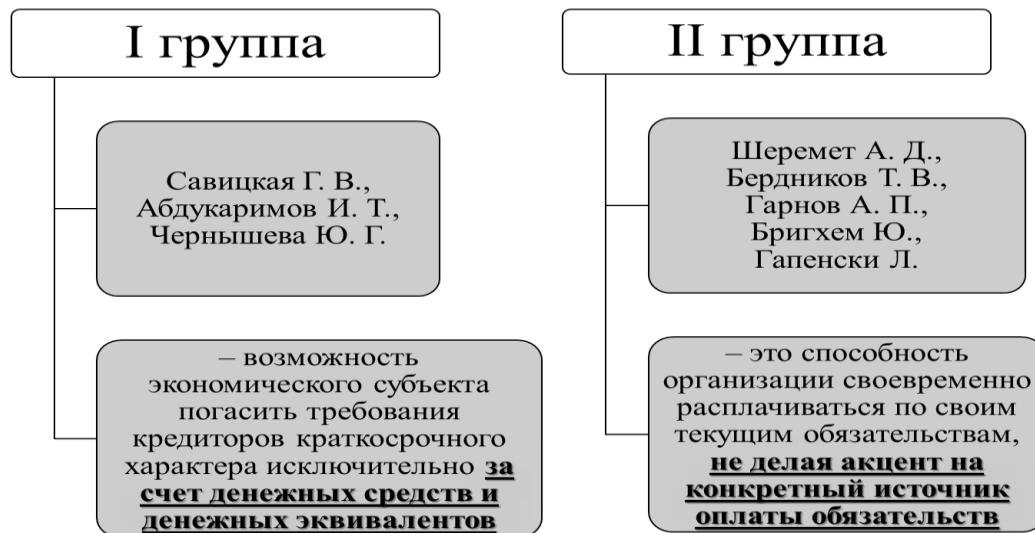 I группа
Савицкая Г. В.,
Абдукаримов И. Т.,
Чернышева Ю. Г.
– возможность
экономического субъекта
погасить требования
кредиторов краткосрочного
характера исключительно за
счет денежных средств и
денежных эквивалентов
II группа
Шеремет А. Д.,
Бердников Т. В.,
Гарнов А. П.,
Бригхем Ю.,
Гапенски Л.
– это способность
организации своевременно
расплачиваться по своим
текущим обязательствам,
не делая акцент на
конкретный источник
оплаты обязательств